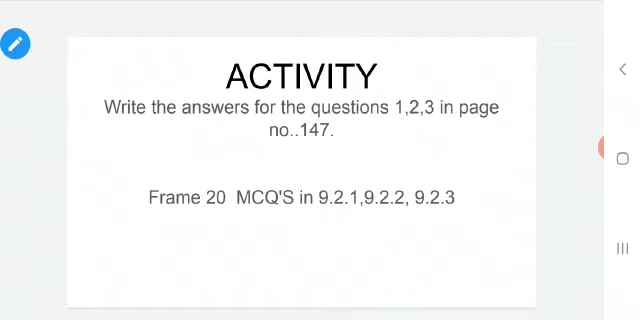 ACTIVITY
Write the answers for the questions 1,2,3 in page
no..147.
Frame 20 MCQ'S in 9.2.1,9.2.2, 9.2.3